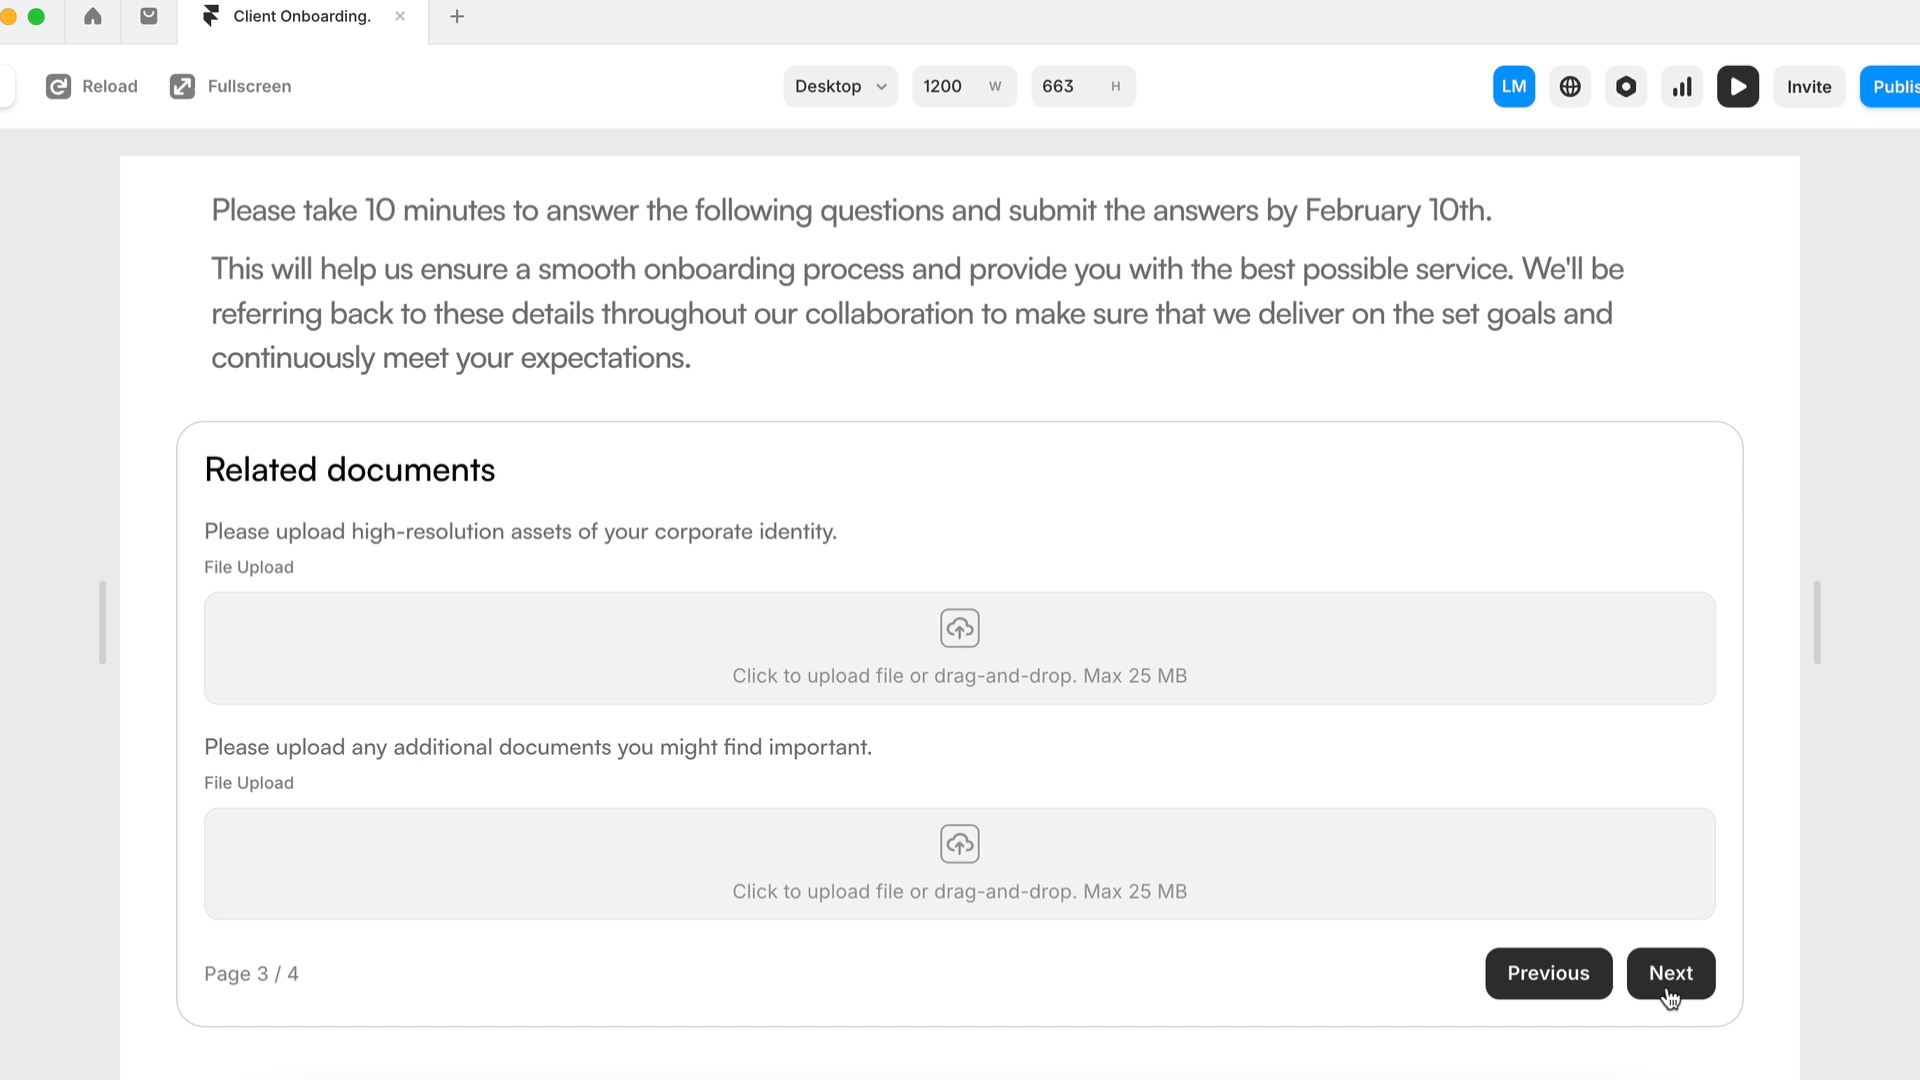 Client Onboarding.
Reload
Fullscreen
Desktop
1200 W
663 H
LM
Invite
Publis
Please take 10 minutes to answer the following questions and submit the answers by February 10th.
This will help us ensure a smooth onboarding process and provide you with the best possible service. We'll be
referring back to these details throughout our collaboration to make sure that we deliver on the set goals and
continuously meet your expectations.
Related documents
Please upload high-resolution assets of your corporate identity.
File Upload
Click to upload file or drag-and-drop. Max 25 MB
Please upload any additional documents you might find important.
File Upload
Click to upload file or drag-and-drop. Max 25 MB
Page 3 / 4
Previous
Next